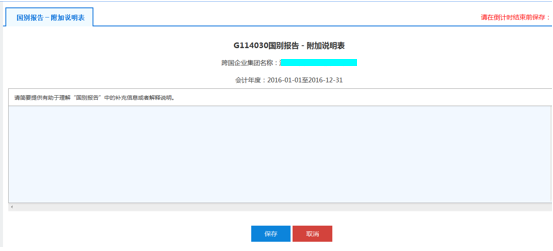 国别报告 - 附加说明表
请在倒计时结束前保存：
G114030国别报告 - 附加说明表
跨国企业集团名称：
会计年度：2016-01-01至2016-12-31
请简要提供有助于理解“国别报告”中的补充信息或者解释说明。
保存 取消